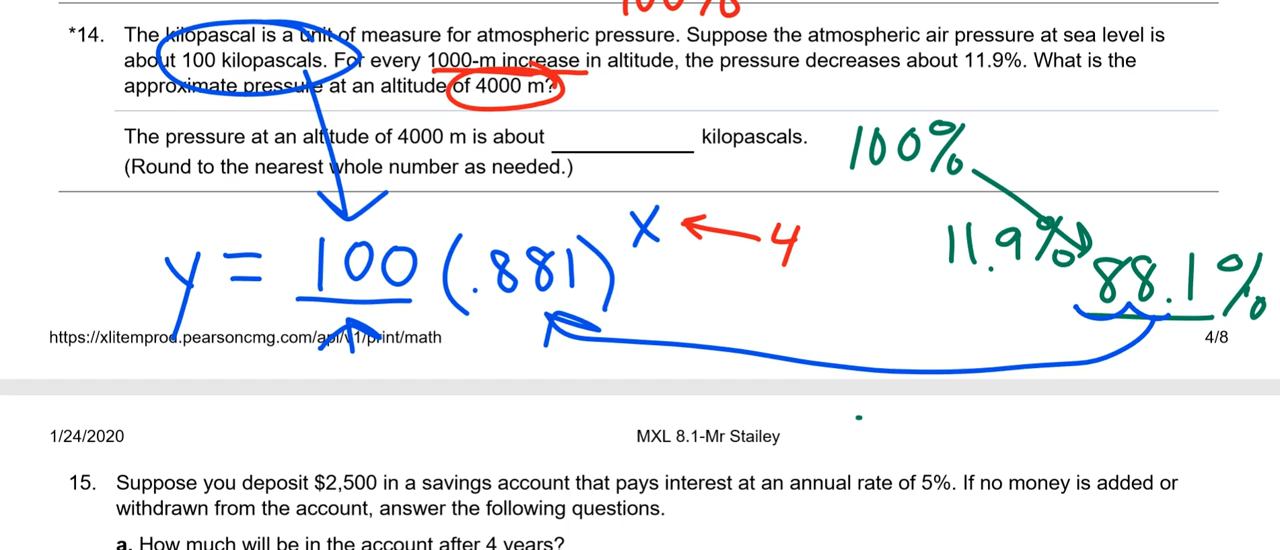 100%
*14. The kilopascal is a unit of measure for atmospheric pressure. Suppose the atmospheric air pressure at sea level is
about 100 kilopascals. For every 1000-m increase in altitude, the pressure decreases about 11.9%. What is the
approximate pressure at an altitude of 4000 m?
The pressure at an altitude of 4000 m is about ____________ kilopascals.
(Round to the nearest whole number as needed.)
100%
11.9%
88.1%
y = 100 (.881)^x ← 4
https://xlitemprod.pearsoncmg.com/api/v1/print/math 4/8
1/24/2020 MXL 8.1-Mr Stailey
15. Suppose you deposit $2,500 in a savings account that pays interest at an annual rate of 5%. If no money is added or
withdrawn from the account, answer the following questions.
a. How much will be in the account after 4 years?